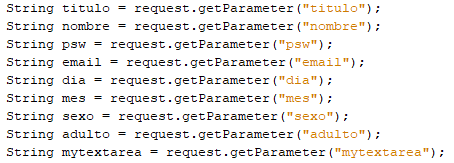 String titulo = request.getParameter("titulo");
String nombre = request.getParameter("nombre");
String psw = request.getParameter("psw");
String email = request.getParameter("email");
String dia = request.getParameter("dia");
String mes = request.getParameter("mes");
String sexo = request.getParameter("sexo");
String adulto = request.getParameter("adulto");
String mytextarea = request.getParameter("mytextarea");